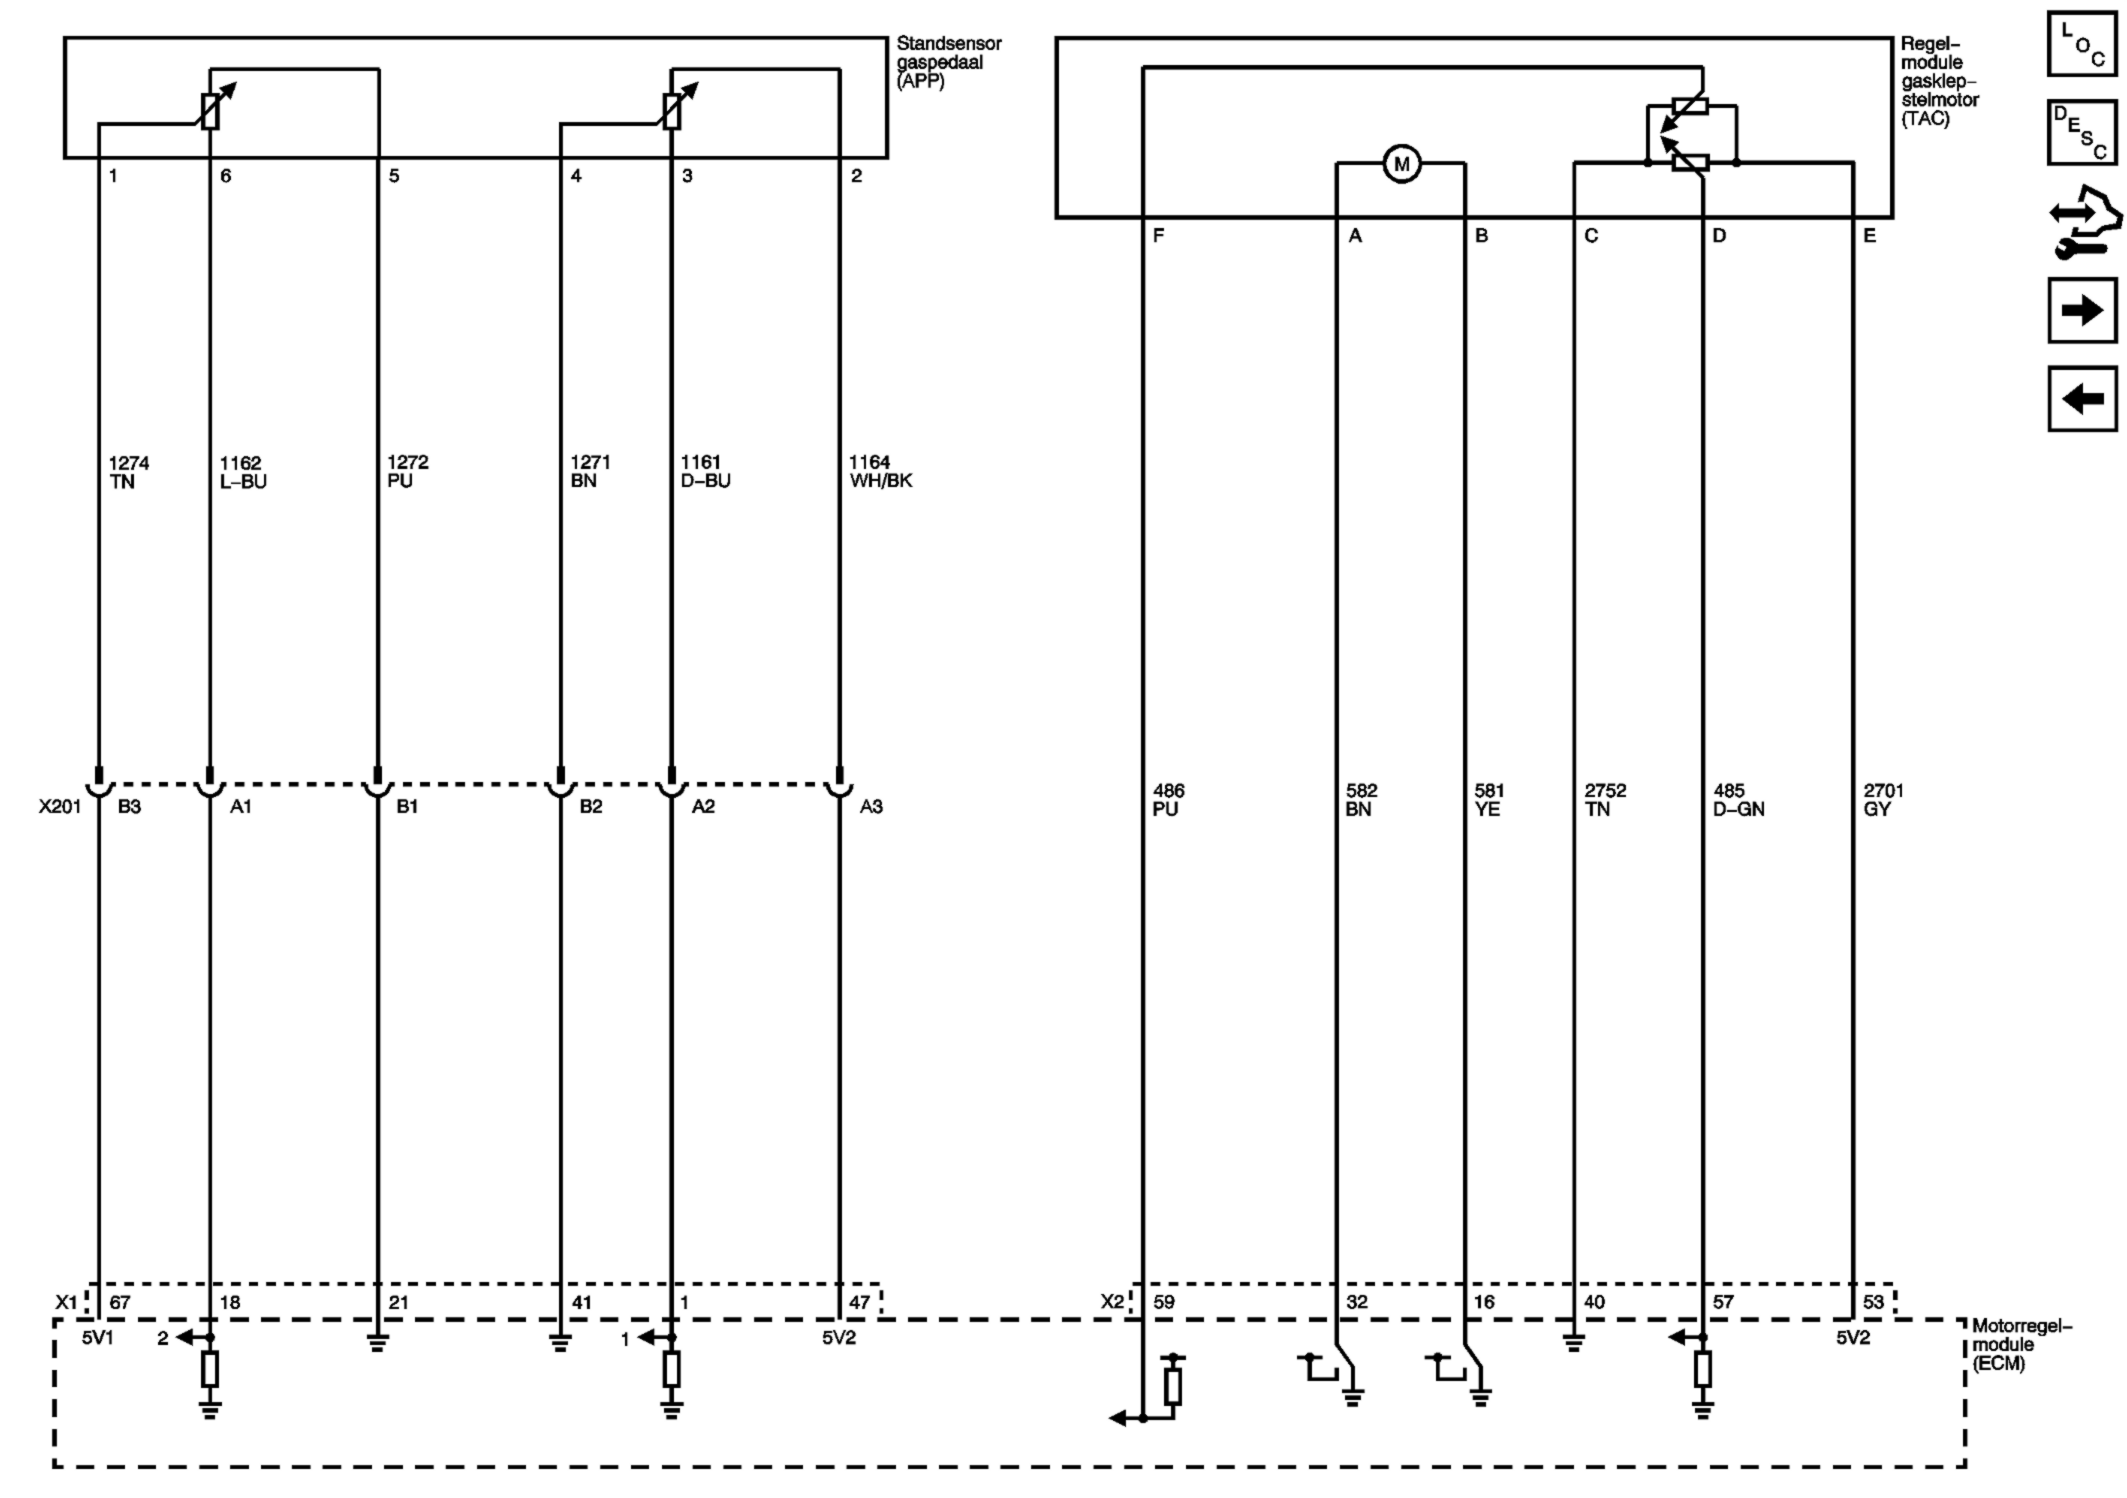 Standsensor
gaspedaal
(APP)
Regel–
module
gasklep–
stelmotor
(TAC)
L
O
C
D
E
S
C
M
1
6
5
4
3
2
F
A
B
C
D
E
1274
TN
1162
L–BU
1272
PU
1271
BN
1161
D–BU
1164
WH/BK
486
PU
582
BN
581
YE
2752
TN
485
D–GN
2701
GY
X201 B3 A1 B1 B2 A2 A3
X1 67 18 21 41 1 47
X2 59 32 16 40 57 53
5V1 2 1 5V2 5V2
Motorregel–
module
(ECM)